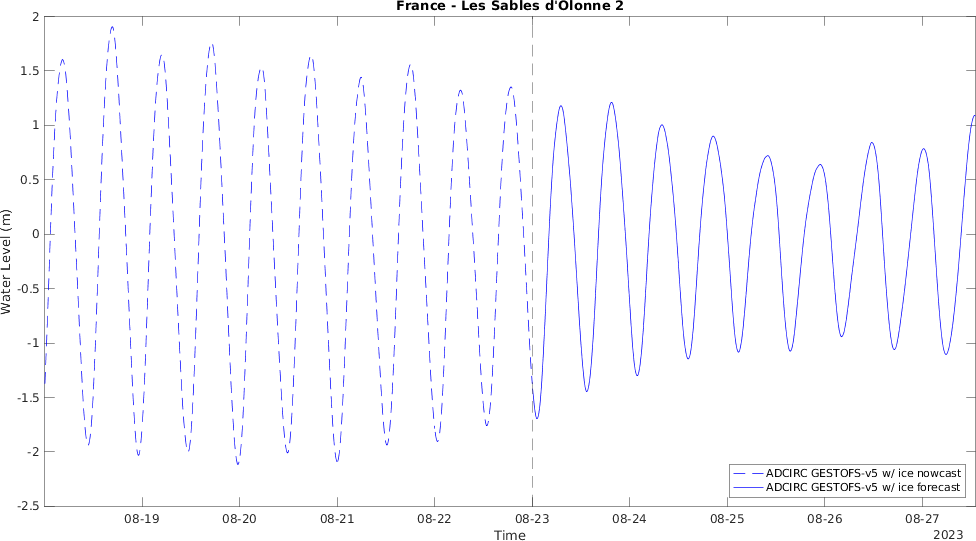 France - Les Sables d'Olonne 2
2
1.5
1
0.5
0
-0.5
-1
-1.5
-2
-2.5
Water Level (m)
08-19 08-20 08-21 08-22 08-23 08-24 08-25 08-26 08-27
Time
2023
ADCIRC GESTOFS-v5 w/ ice nowcast
ADCIRC GESTOFS-v5 w/ ice forecast